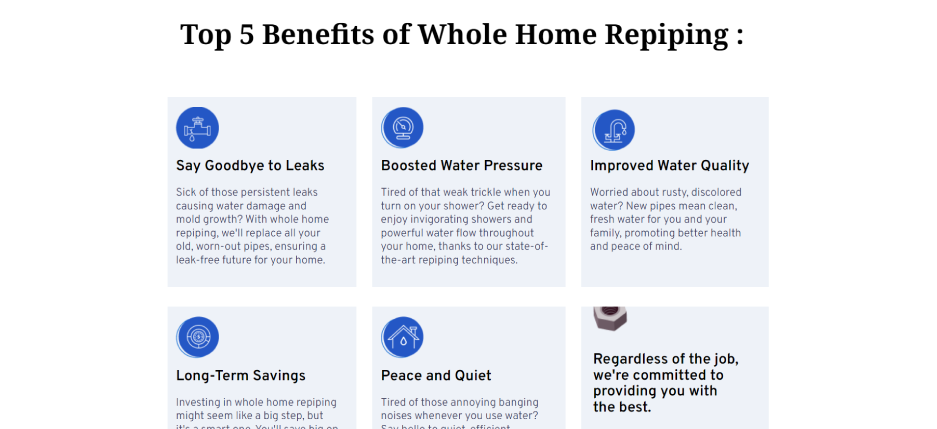 Top 5 Benefits of Whole Home Repiping :
Say Goodbye to Leaks
Sick of those persistent leaks
causing water damage and
mold growth? With whole home
repiping, we'll replace all your
old, worn-out pipes, ensuring a
leak-free future for your home.
Boosted Water Pressure
Tired of that weak trickle when you
turn on your shower? Get ready to
enjoy invigorating showers and
powerful water flow throughout
your home, thanks to our state-of-
the-art repiping techniques.
Improved Water Quality
Worried about rusty, discolored
water? New pipes mean clean,
fresh water for you and your
family, promoting better health
and peace of mind.
Long-Term Savings
Investing in whole home repiping
might seem like a big step, but
it's a smart one. You'll save big on
Peace and Quiet
Tired of those annoying banging
noises whenever you use water?
Say hello to quiet, efficient
Regardless of the job,
we're committed to
providing you with
the best.